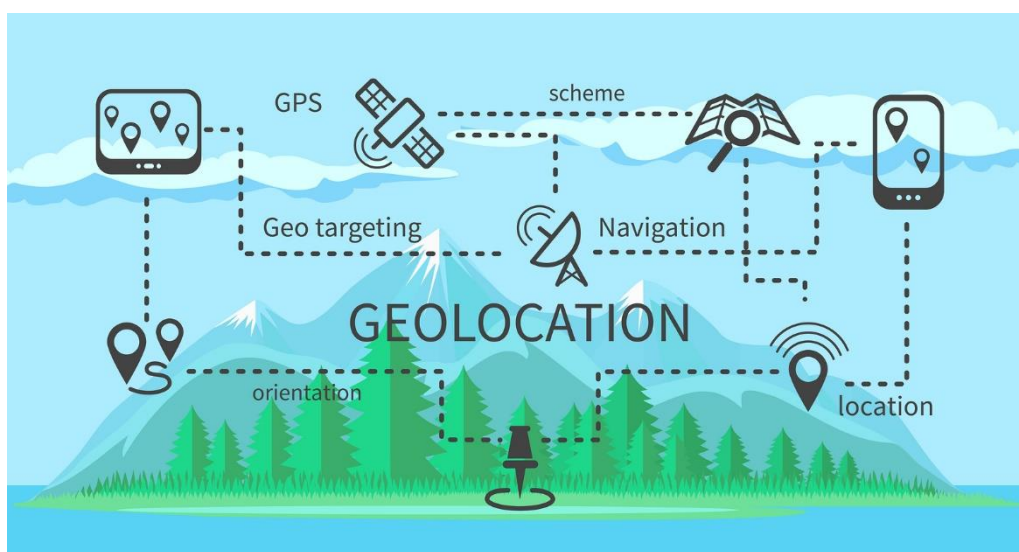 GPS
scheme
Geo targeting
Navigation
GEOLOCATION
orientation
location